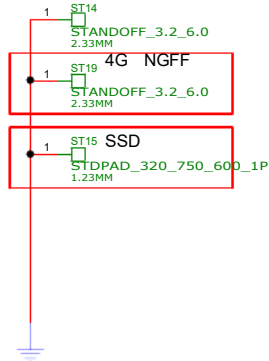 ST14
1
STANDOFF_3.2_6.0
2.33MM
4G NGFF
ST19
1
STANDOFF_3.2_6.0
2.33MM
ST15 SSD
1
STDPAD_320_750_600_1P
1.23MM